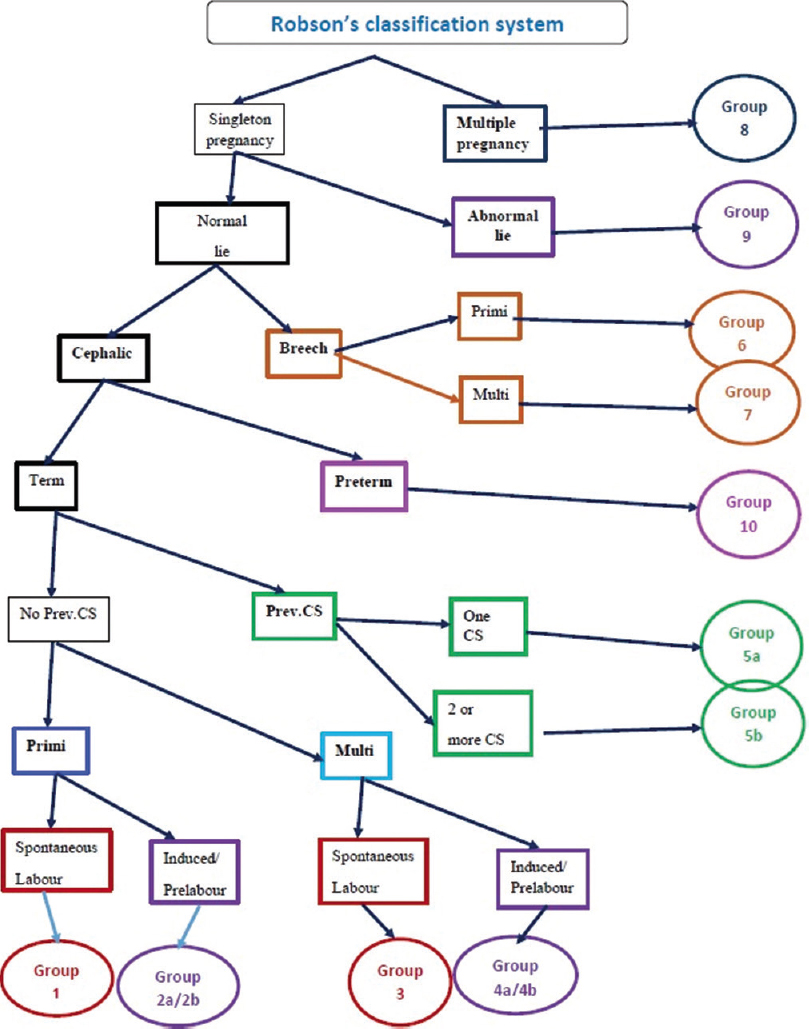 Robson's classification system
Singleton
pregnancy
Multiple
pregnancy
Group
8
Normal
lie
Abnormal
lie
Group
9
Cephalic
Breech
Primi
Group
6
Multi
Group
7
Term
Preterm
Group
10
No Prev.CS
Prev.CS
One
CS
Group
5a
2 or
more CS
Group
5b
Primi
Multi
Spontaneous
Labour
Induced/
Prelabour
Spontaneous
Labour
Induced/
Prelabour
Group
1
Group
2a/2b
Group
3
Group
4a/4b